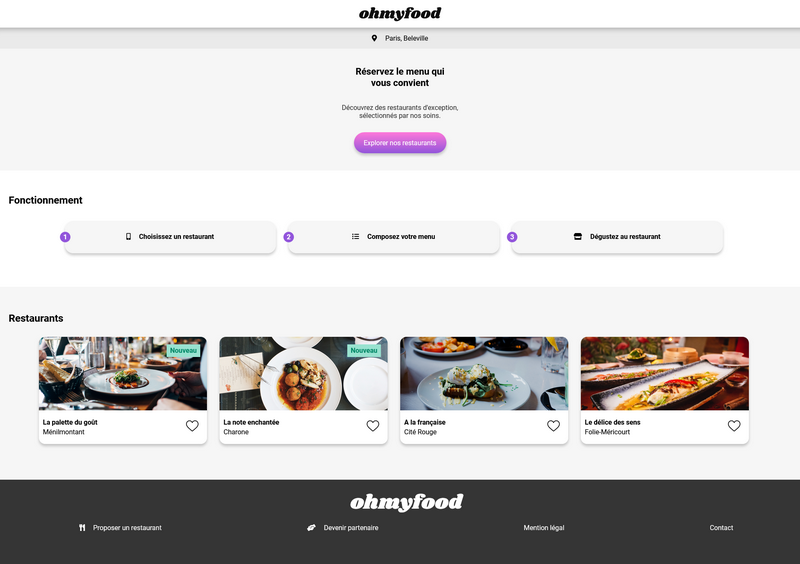 ohmyfood
Paris, Beleville
Réservez le menu qui
vous convient
Découvrez des restaurants d'exception,
sélectionnés par nos soins.
Explorer nos restaurants
Fonctionnement
1 Choisissez un restaurant
2 Composez votre menu
3 Dégustez au restaurant
Restaurants
Nouveau
La palette du goût
Ménilmontant
Nouveau
La note enchantée
Charone
A la française
Cité Rouge
Le délice des sens
Folie-Méricourt
ohmyfood
Proposer un restaurant
Devenir partenaire
Mention légal
Contact